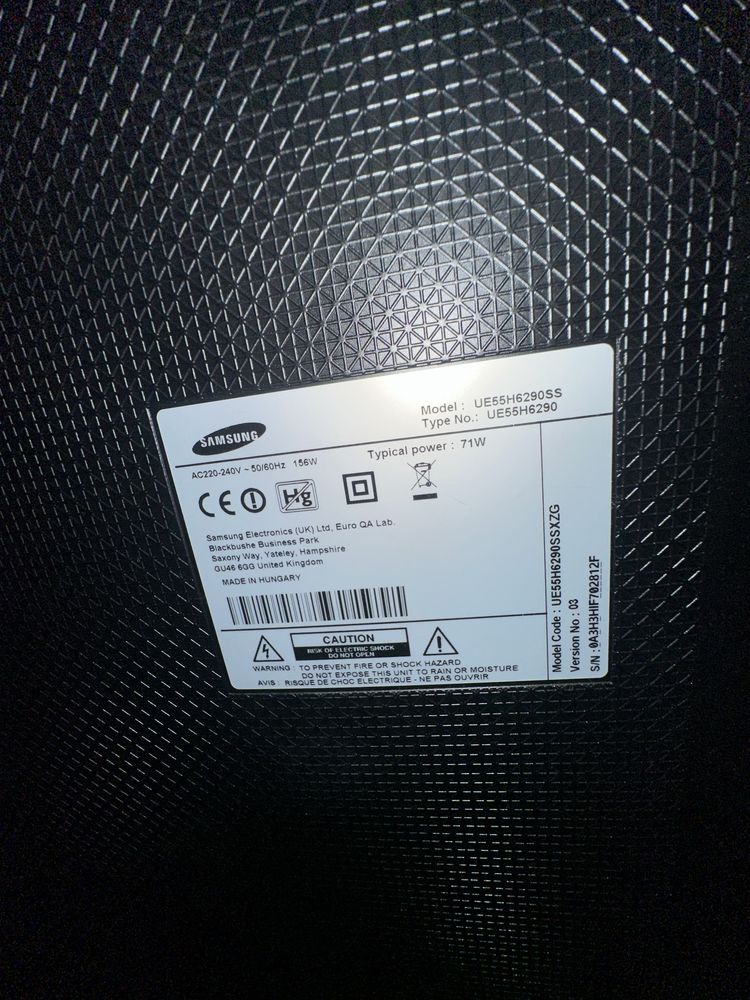 SAMSUNG
Model : UE55H6290SS
Type No.: UE55H6290
AC220-240V ~ 50/60Hz 156W
Typical power : 71W
CE
Hg
Samsung Electronics (UK) Ltd, Euro QA Lab.
Blackbushe Business Park
Saxony Way, Yateley, Hampshire
GU46 6GG United Kingdom
MADE IN HUNGARY
CAUTION
RISK OF ELECTRIC SHOCK
DO NOT OPEN
WARNING : TO PREVENT FIRE OR SHOCK HAZARD
DO NOT EXPOSE THIS UNIT TO RAIN OR MOISTURE
AVIS : RISQUE DE CHOC ELECTRIQUE - NE PAS OUVRIR
Model Code : UE55H6290SSXZG
Version No : 03
S/N : 0A3H3HIF702812F